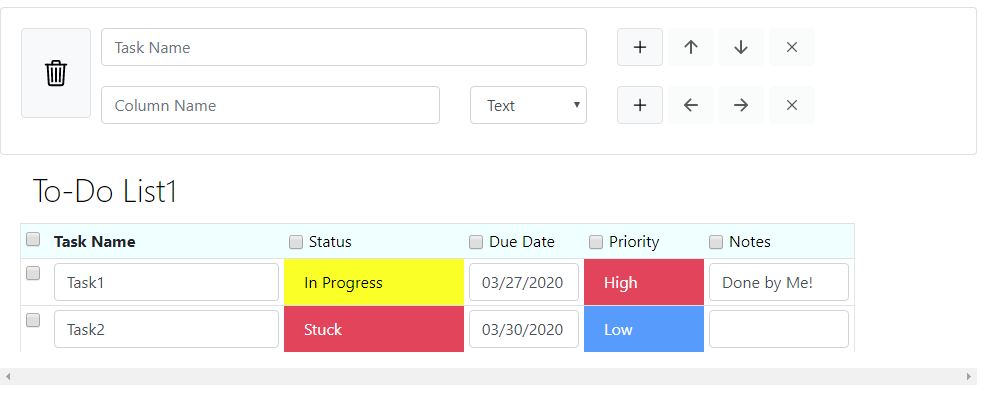 Task Name
Column Name Text
To-Do List1
Task Name Status Due Date Priority Notes
Task1 In Progress 03/27/2020 High Done by Me!
Task2 Stuck 03/30/2020 Low